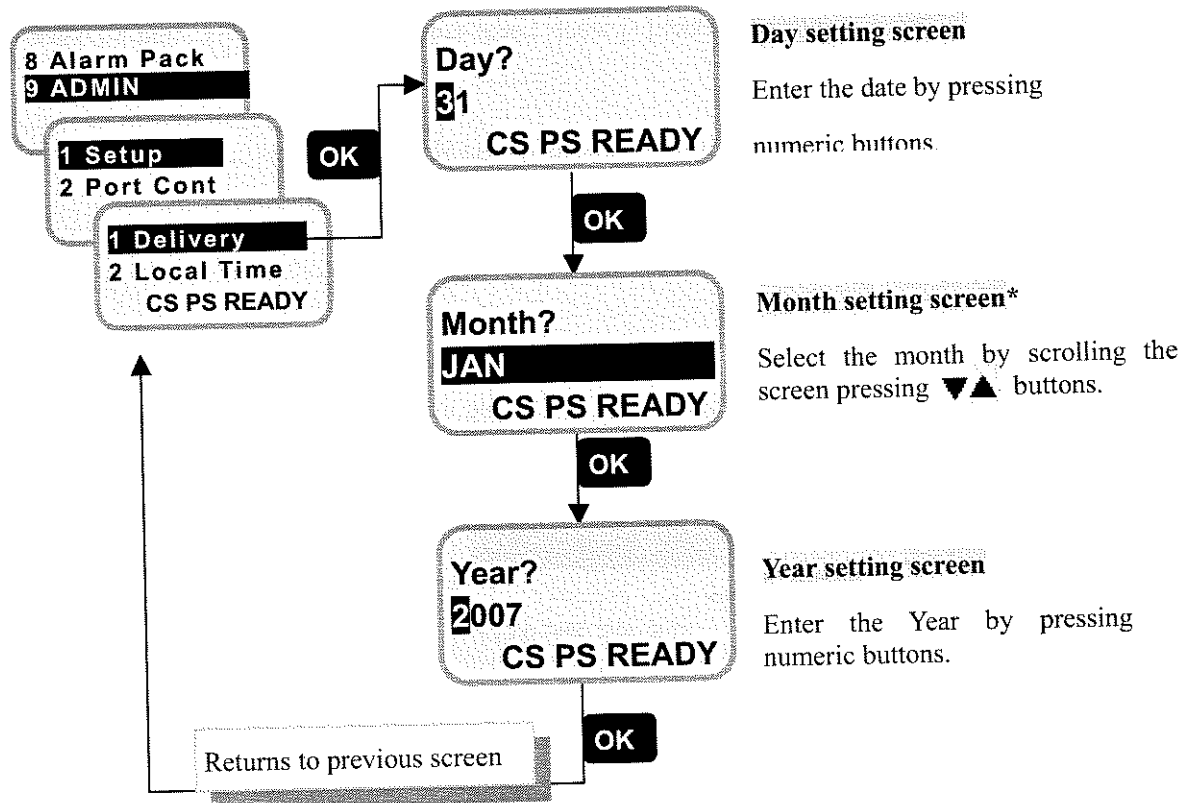 8 Alarm Pack
9 ADMIN
1 Setup
2 Port Cont
1 Delivery
2 Local Time
CS PS READY
OK
Day?
31
CS PS READY
Day setting screen
Enter the date by pressing
numeric buttons.
OK
Month?
JAN
CS PS READY
Month setting screen*
Select the month by scrolling the
screen pressing ▼▲ buttons.
OK
Year?
2007
CS PS READY
Year setting screen
Enter the Year by pressing
numeric buttons.
OK
Returns to previous screen